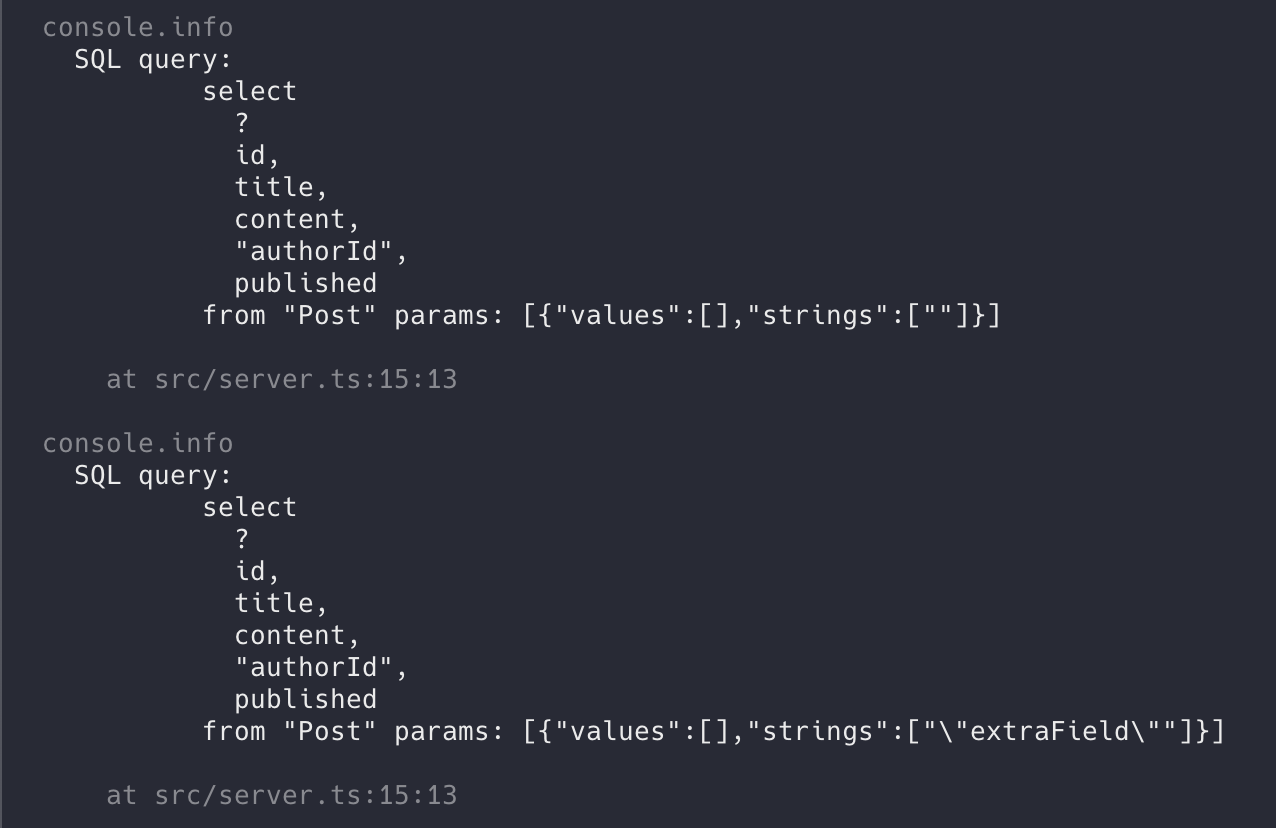 console.info
SQL query:
select
?
id,
title,
content,
"authorId",
published
from "Post" params: [{"values":[],"strings":[""]}]
at src/server.ts:15:13
console.info
SQL query:
select
?
id,
title,
content,
"authorId",
published
from "Post" params: [{"values":[],"strings":["\"extraField\""]}]
at src/server.ts:15:13